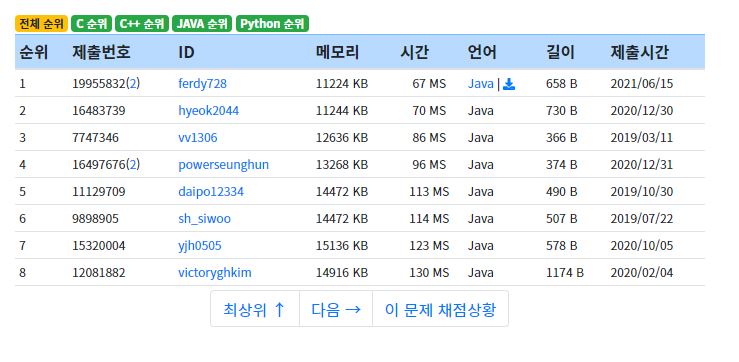 전체 순위 C 순위 C++ 순위 JAVA 순위 Python 순위
순위 제출번호 ID 메모리 시간 언어 길이 제출시간
1 19955832(2) ferdy728 11224 KB 67 MS Java | 658 B 2021/06/15
2 16483739 hyeok2044 11244 KB 70 MS Java 730 B 2020/12/30
3 7747346 vv1306 12636 KB 86 MS Java 366 B 2019/03/11
4 16497676(2) powerseunghun 13268 KB 96 MS Java 374 B 2020/12/31
5 11129709 daipo12334 14472 KB 113 MS Java 490 B 2019/10/30
6 9898905 sh_siwoo 14472 KB 114 MS Java 507 B 2019/07/22
7 15320004 yjh0505 15136 KB 123 MS Java 578 B 2020/10/05
8 12081882 victoryghkim 14916 KB 130 MS Java 1174 B 2020/02/04
최상위 ↑ 다음 → 이 문제 채점상황